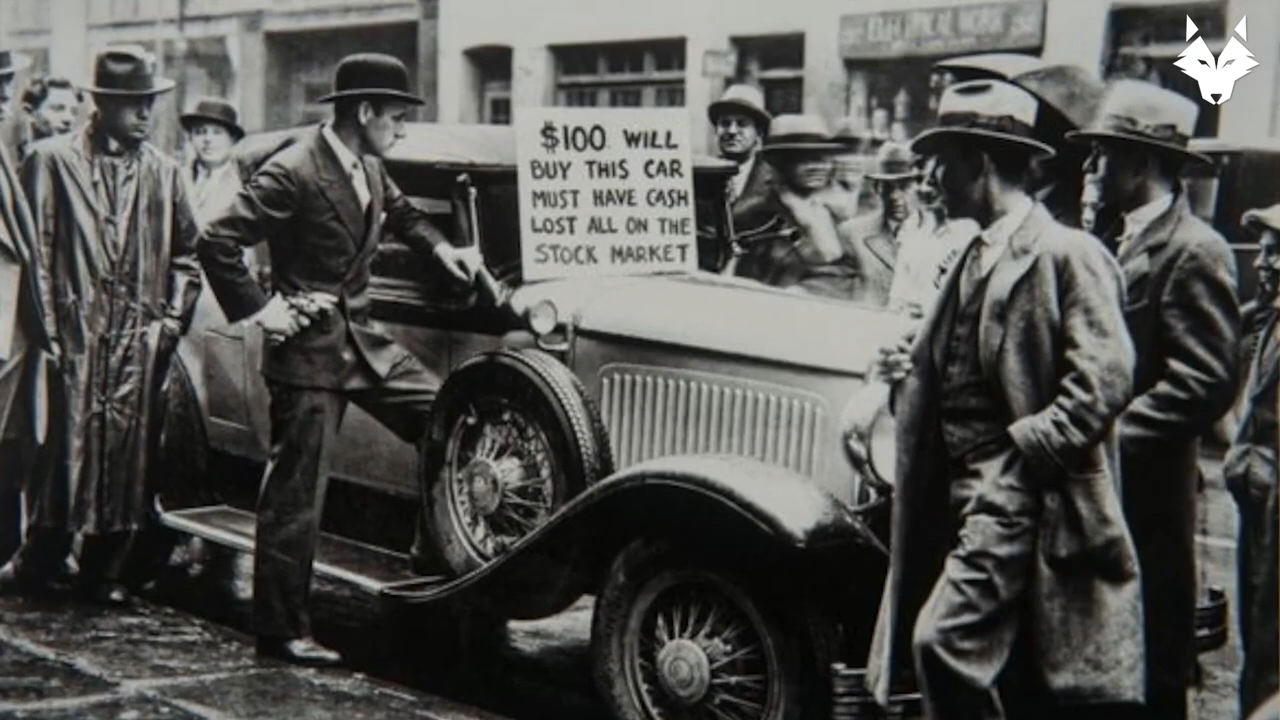 $100 WILL
BUY THIS CAR
MUST HAVE CASH
LOST ALL ON THE
STOCK MARKET